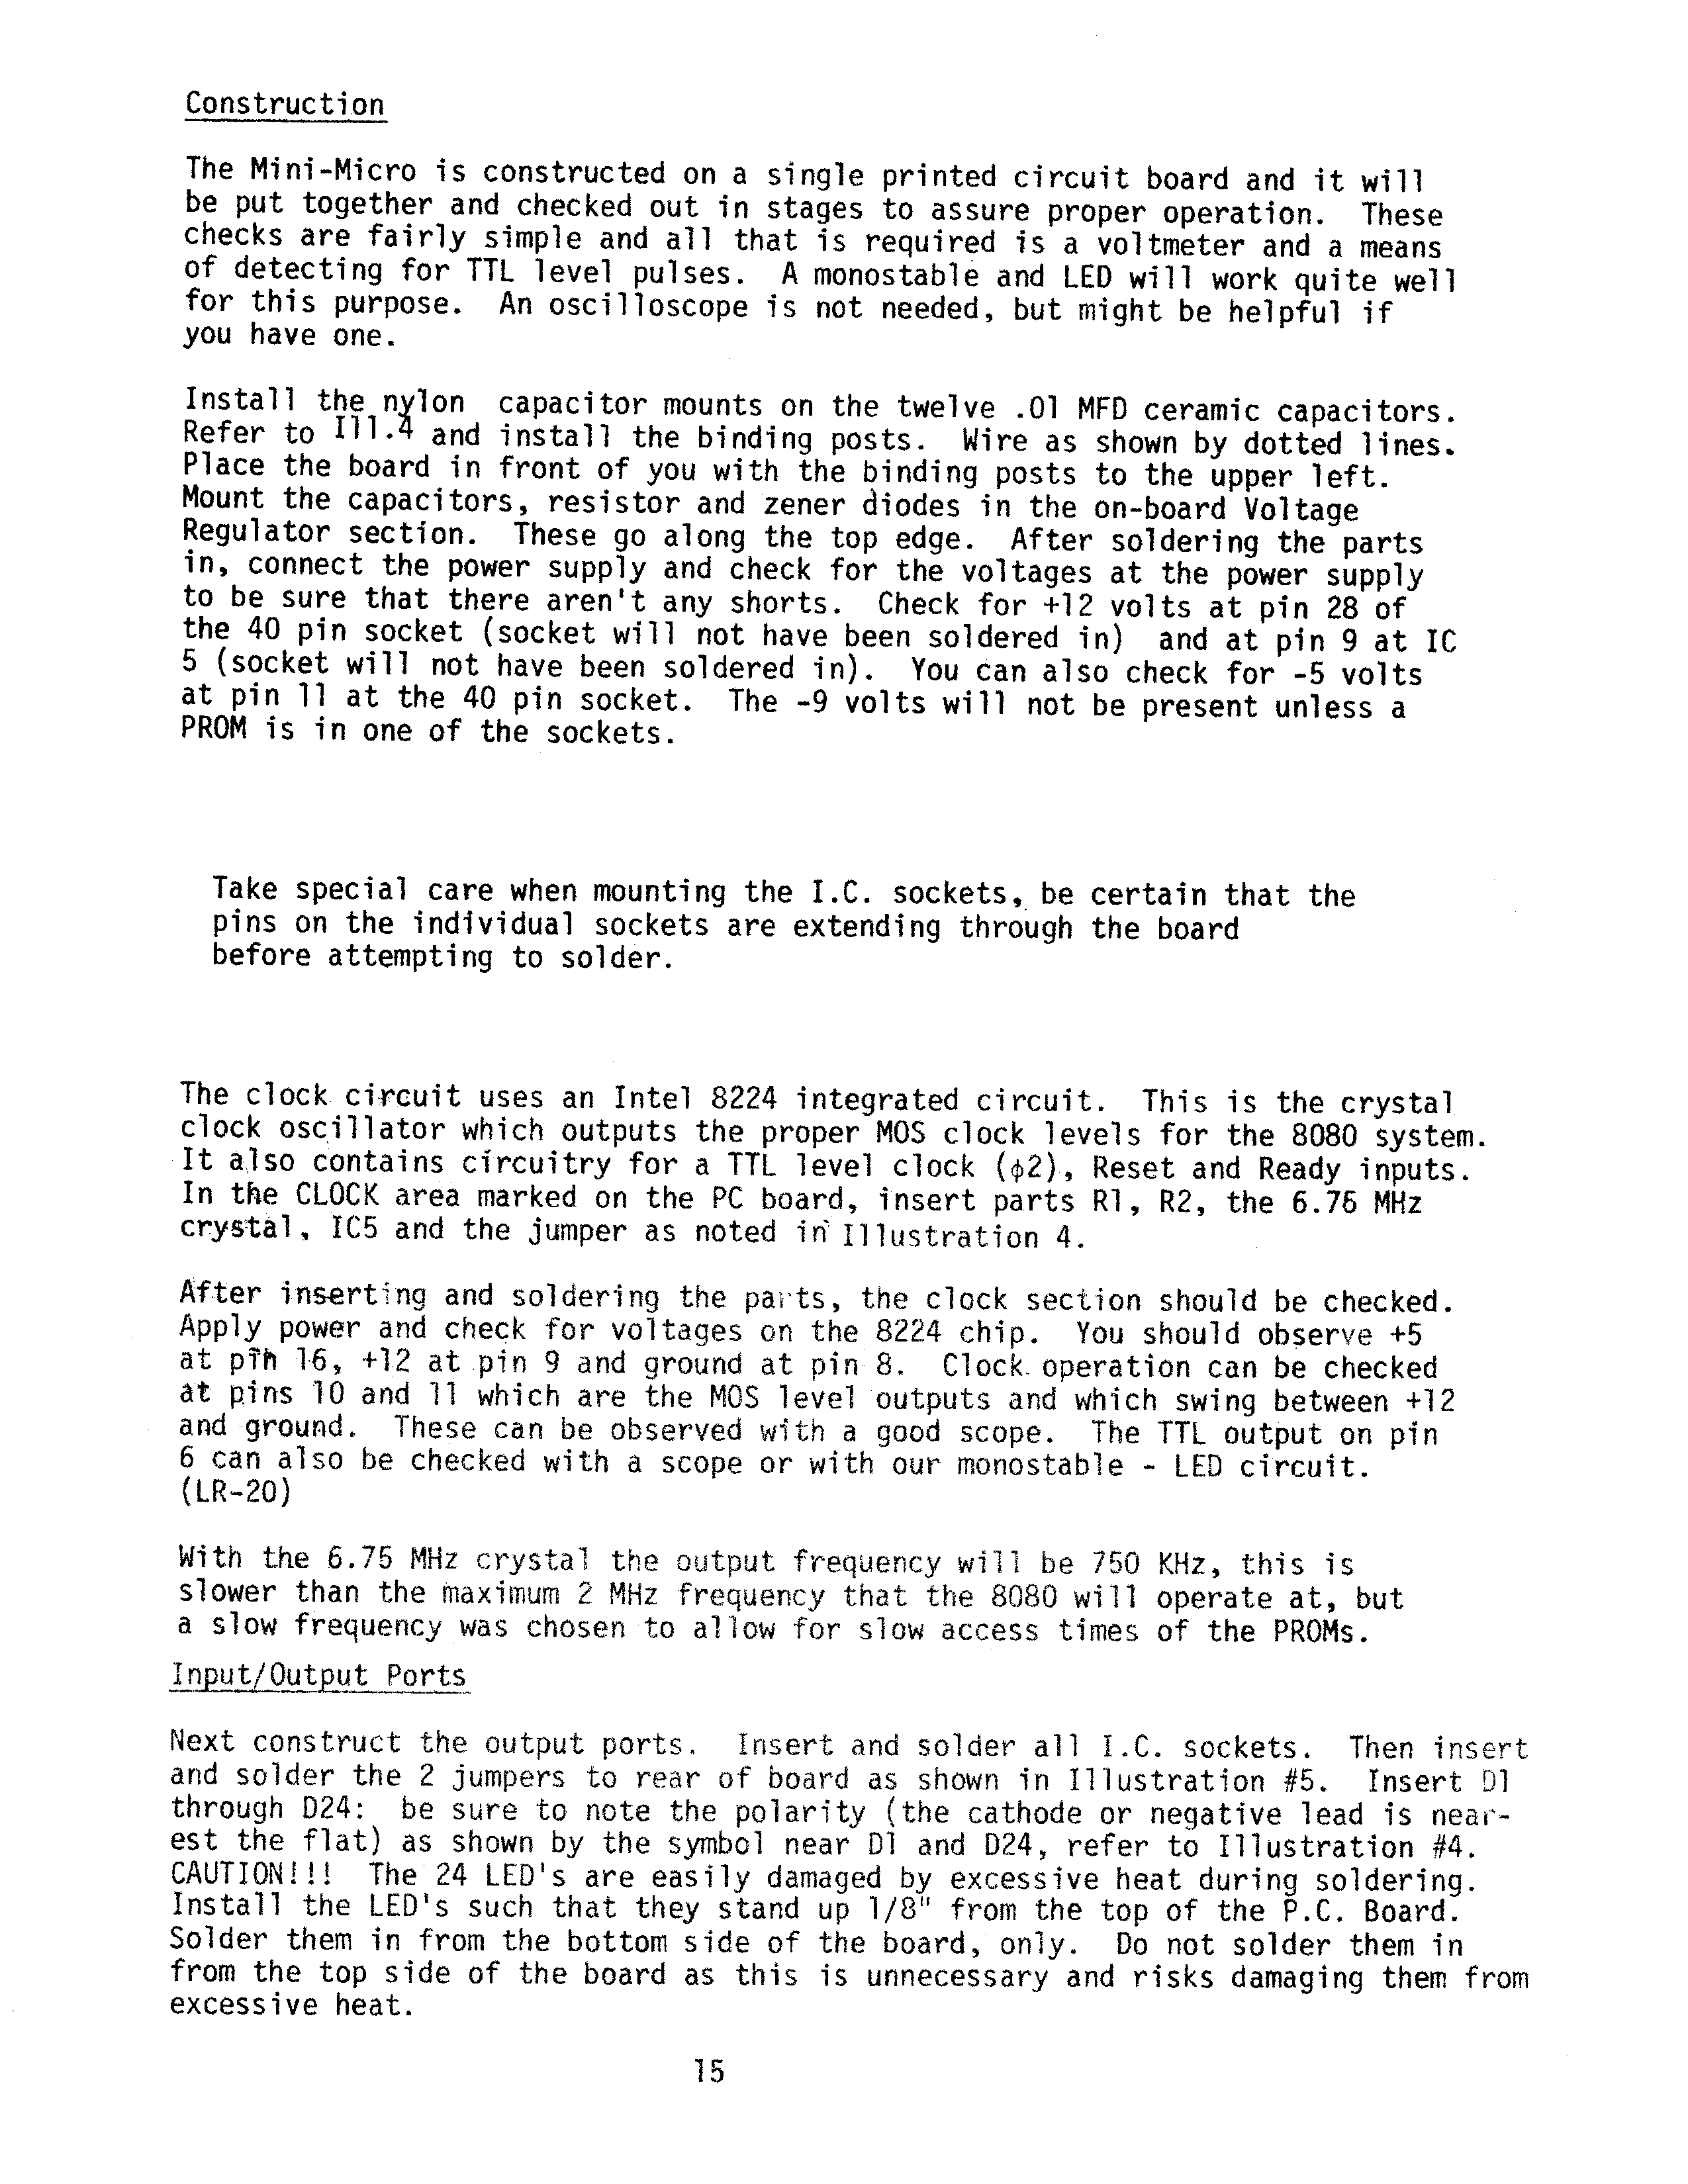 Construction
The Mini-Micro is constructed on a single printed circuit board and it will
be put together and checked out in stages to assure proper operation.  These
checks are fairly simple and all that is required is a voltmeter and a means
of detecting for TTL level pulses.  A monostable and LED will work quite well
for this purpose.  An oscilloscope is not needed, but might be helpful if
you have one.
Install the nylon  capacitor mounts on the twelve .01 MFD ceramic capacitors.
Refer to Ill.4 and install the binding posts.  Wire as shown by dotted lines.
Place the board in front of you with the binding posts to the upper left.
Mount the capacitors, resistor and zener diodes in the on-board Voltage
Regulator section.  These go along the top edge.  After soldering the parts
in, connect the power supply and check for the voltages at the power supply
to be sure that there aren't any shorts.  Check for +12 volts at pin 28 of
the 40 pin socket (socket will not have been soldered in)  and at pin 9 at IC
5 (socket will not have been soldered in).  You can also check for -5 volts
at pin 11 at the 40 pin socket.  The -9 volts will not be present unless a
PROM is in one of the sockets.
Take special care when mounting the I.C. sockets, be certain that the
pins on the individual sockets are extending through the board
before attempting to solder.
The clock circuit uses an Intel 8224 integrated circuit.  This is the crystal
clock oscillator which outputs the proper MOS clock levels for the 8080 system.
It also contains circuitry for a TTL level clock (ϕ2), Reset and Ready inputs.
In the CLOCK area marked on the PC board, insert parts R1, R2, the 6.75 MHz
crystal, IC5 and the jumper as noted in Illustration 4.
After inserting and soldering the parts, the clock section should be checked.
Apply power and check for voltages on the 8224 chip.  You should observe +5
at pin 16, +12 at pin 9 and ground at pin 8.  Clock operation can be checked
at pins 10 and 11 which are the MOS level outputs and which swing between +12
and ground.  These can be observed with a good scope.  The TTL output on pin
6 can also be checked with a scope or with our monostable - LED circuit.
(LR-20)
With the 6.75 MHz crystal the output frequency will be 750 KHz, this is
slower than the maximum 2 MHz frequency that the 8080 will operate at, but
a slow frequency was chosen to allow for slow access times of the PROMs.
Input/Output Ports
Next construct the output ports.  Insert and solder all I.C. sockets.  Then insert
and solder the 2 jumpers to rear of board as shown in Illustration #5.  Insert D1
through D24:  be sure to note the polarity (the cathode or negative lead is near-
est the flat) as shown by the symbol near D1 and D24, refer to Illustration #4.
CAUTION!!!  The 24 LED's are easily damaged by excessive heat during soldering.
Install the LED's such that they stand up 1/8" from the top of the P.C. Board.
Solder them in from the bottom side of the board, only.  Do not solder them in
from the top side of the board as this is unnecessary and risks damaging them from
excessive heat.
15